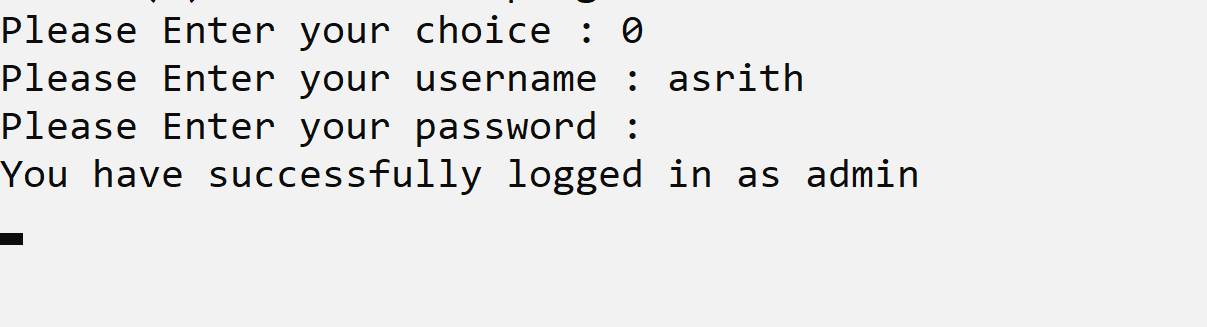 Please Enter your choice : 0
Please Enter your username : asrith
Please Enter your password :
You have successfully logged in as admin